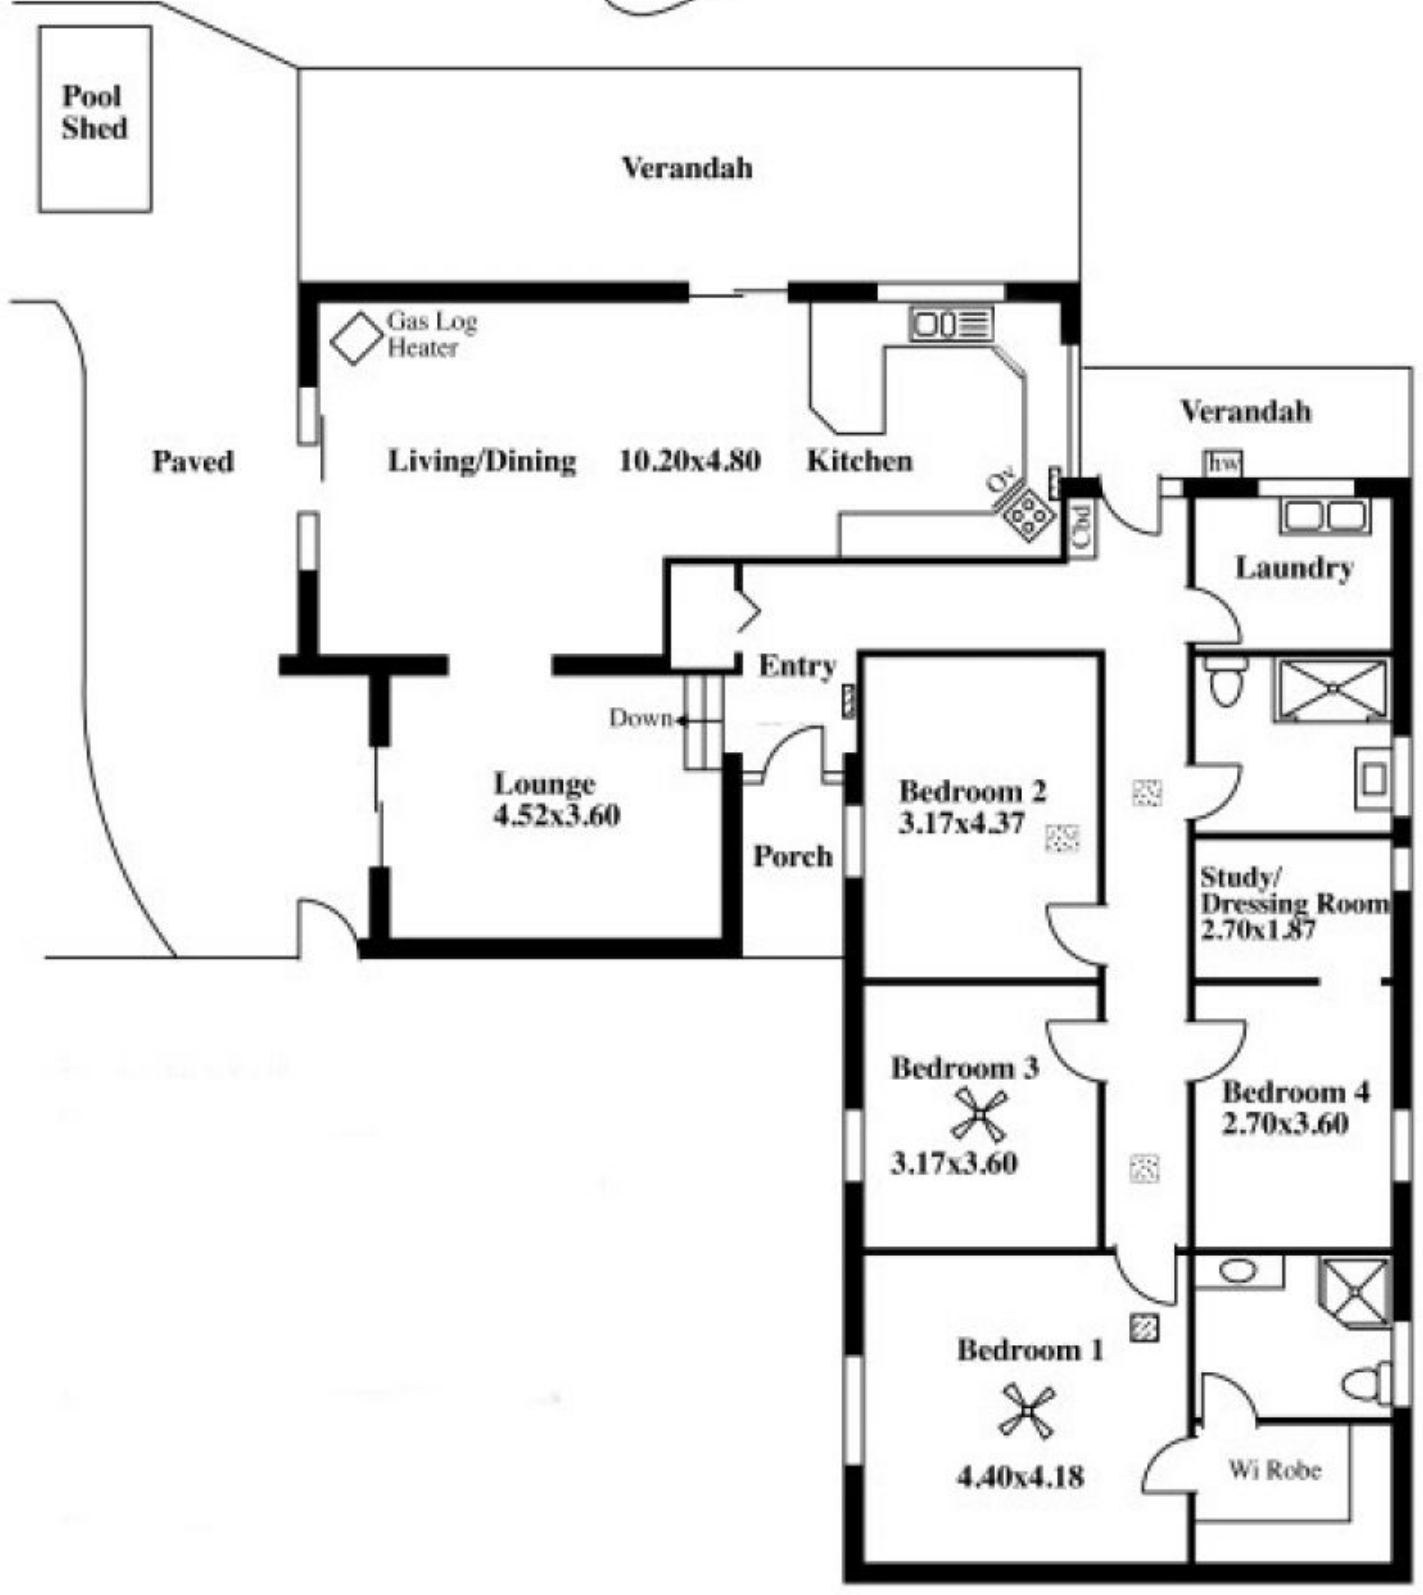 Pool
Shed
Verandah
Gas Log
Heater
Paved
Living/Dining 10.20x4.80 Kitchen
Ov
Verandah
hw
Cbd
Laundry
Entry
Down
Lounge
4.52x3.60
Porch
Bedroom 2
3.17x4.37
Study/
Dressing Room
2.70x1.87
Bedroom 3
3.17x3.60
Bedroom 4
2.70x3.60
Bedroom 1
4.40x4.18
Wi Robe